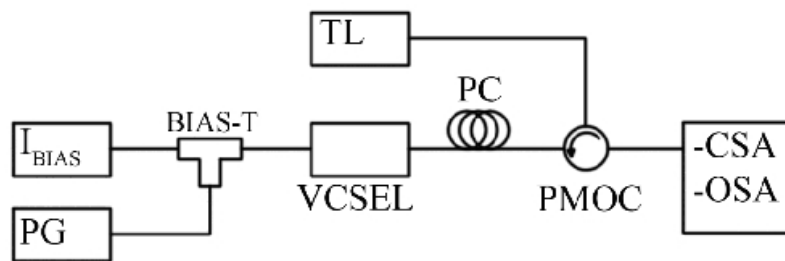 TL
PC
BIAS-T
I_BIAS
VCSEL
PMOC
-CSA
-OSA
PG